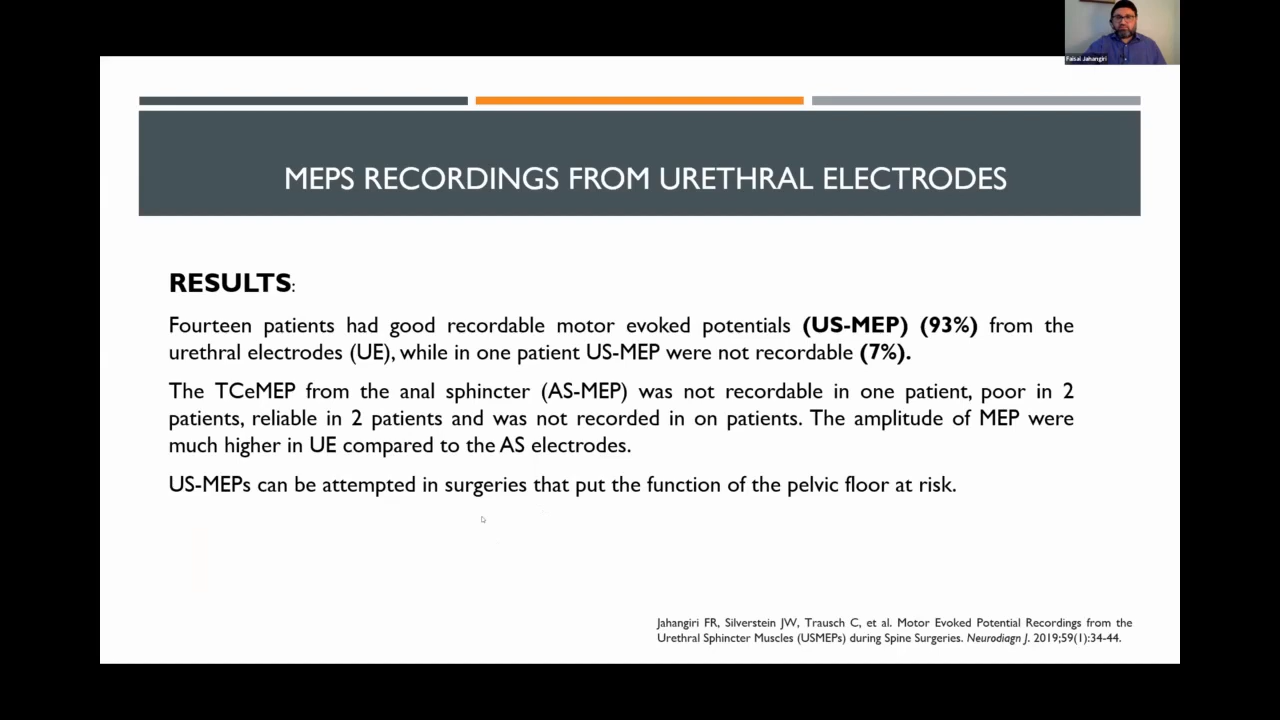 Faisal Jahangiri
MEPS RECORDINGS FROM URETHRAL ELECTRODES
RESULTS:
Fourteen patients had good recordable motor evoked potentials (US-MEP) (93%) from the
urethral electrodes (UE), while in one patient US-MEP were not recordable (7%).
The TCeMEP from the anal sphincter (AS-MEP) was not recordable in one patient, poor in 2
patients, reliable in 2 patients and was not recorded in on patients. The amplitude of MEP were
much higher in UE compared to the AS electrodes.
US-MEPs can be attempted in surgeries that put the function of the pelvic floor at risk.
Jahangiri FR, Silverstein JW, Trausch C, et al. Motor Evoked Potential Recordings from the
Urethral Sphincter Muscles (USMEPs) during Spine Surgeries. Neurodiagn J. 2019;59(1):34-44.